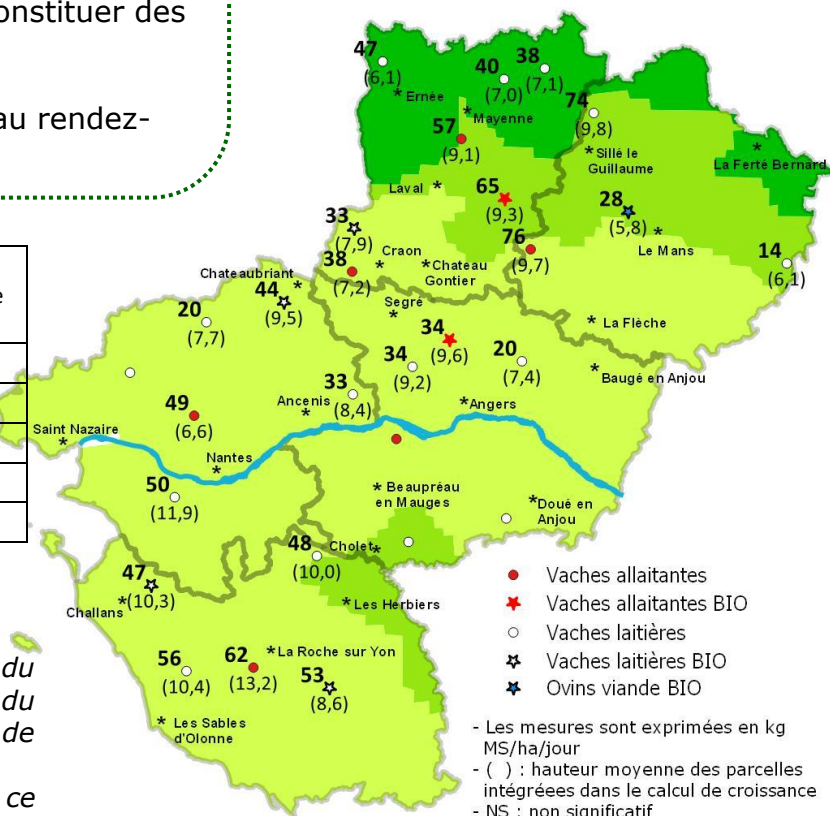 onstituer des
au rendez-
e
du
du
de
ce
47
(6,1)
* Ernée
40
(7,0)
38
(7,1)
* Mayenne
57
(9,1)
74
(9,8)
* Sillé le
Guillaume
*
La Ferté Bernard
Laval *
65
(9,3)
28
(5,8)
*
Le Mans
33
(7,9)
38
(7,2)
Craon
*
*Chateau
Gontier
76
(9,7)
14
(6,1)
Chateaubriant *
44
(9,5)
20
(7,7)
Segré
*
34
(9,6)
34
(9,2)
20
(7,4)
* La Flèche
*
Baugé en Anjou
33
(8,4)
Ancenis
*
*Angers
49
(6,6)
Saint Nazaire
*
Nantes
*
50
(11,9)
* Beaupréau
en Mauges
*Doué en
Anjou
48
(10,0)
Cholet*
47
(10,3)
*
Challans
* Les Herbiers
56
(10,4)
62
(13,2)
*La Roche sur Yon
53
(8,6)
* Les Sables
d'Olonne
Vaches allaitantes
Vaches allaitantes BIO
Vaches laitières
Vaches laitières BIO
Ovins viande BIO
- Les mesures sont exprimées en kg
MS/ha/jour
- ( ) : hauteur moyenne des parcelles
intégréees dans le calcul de croissance
- NS : non significatif